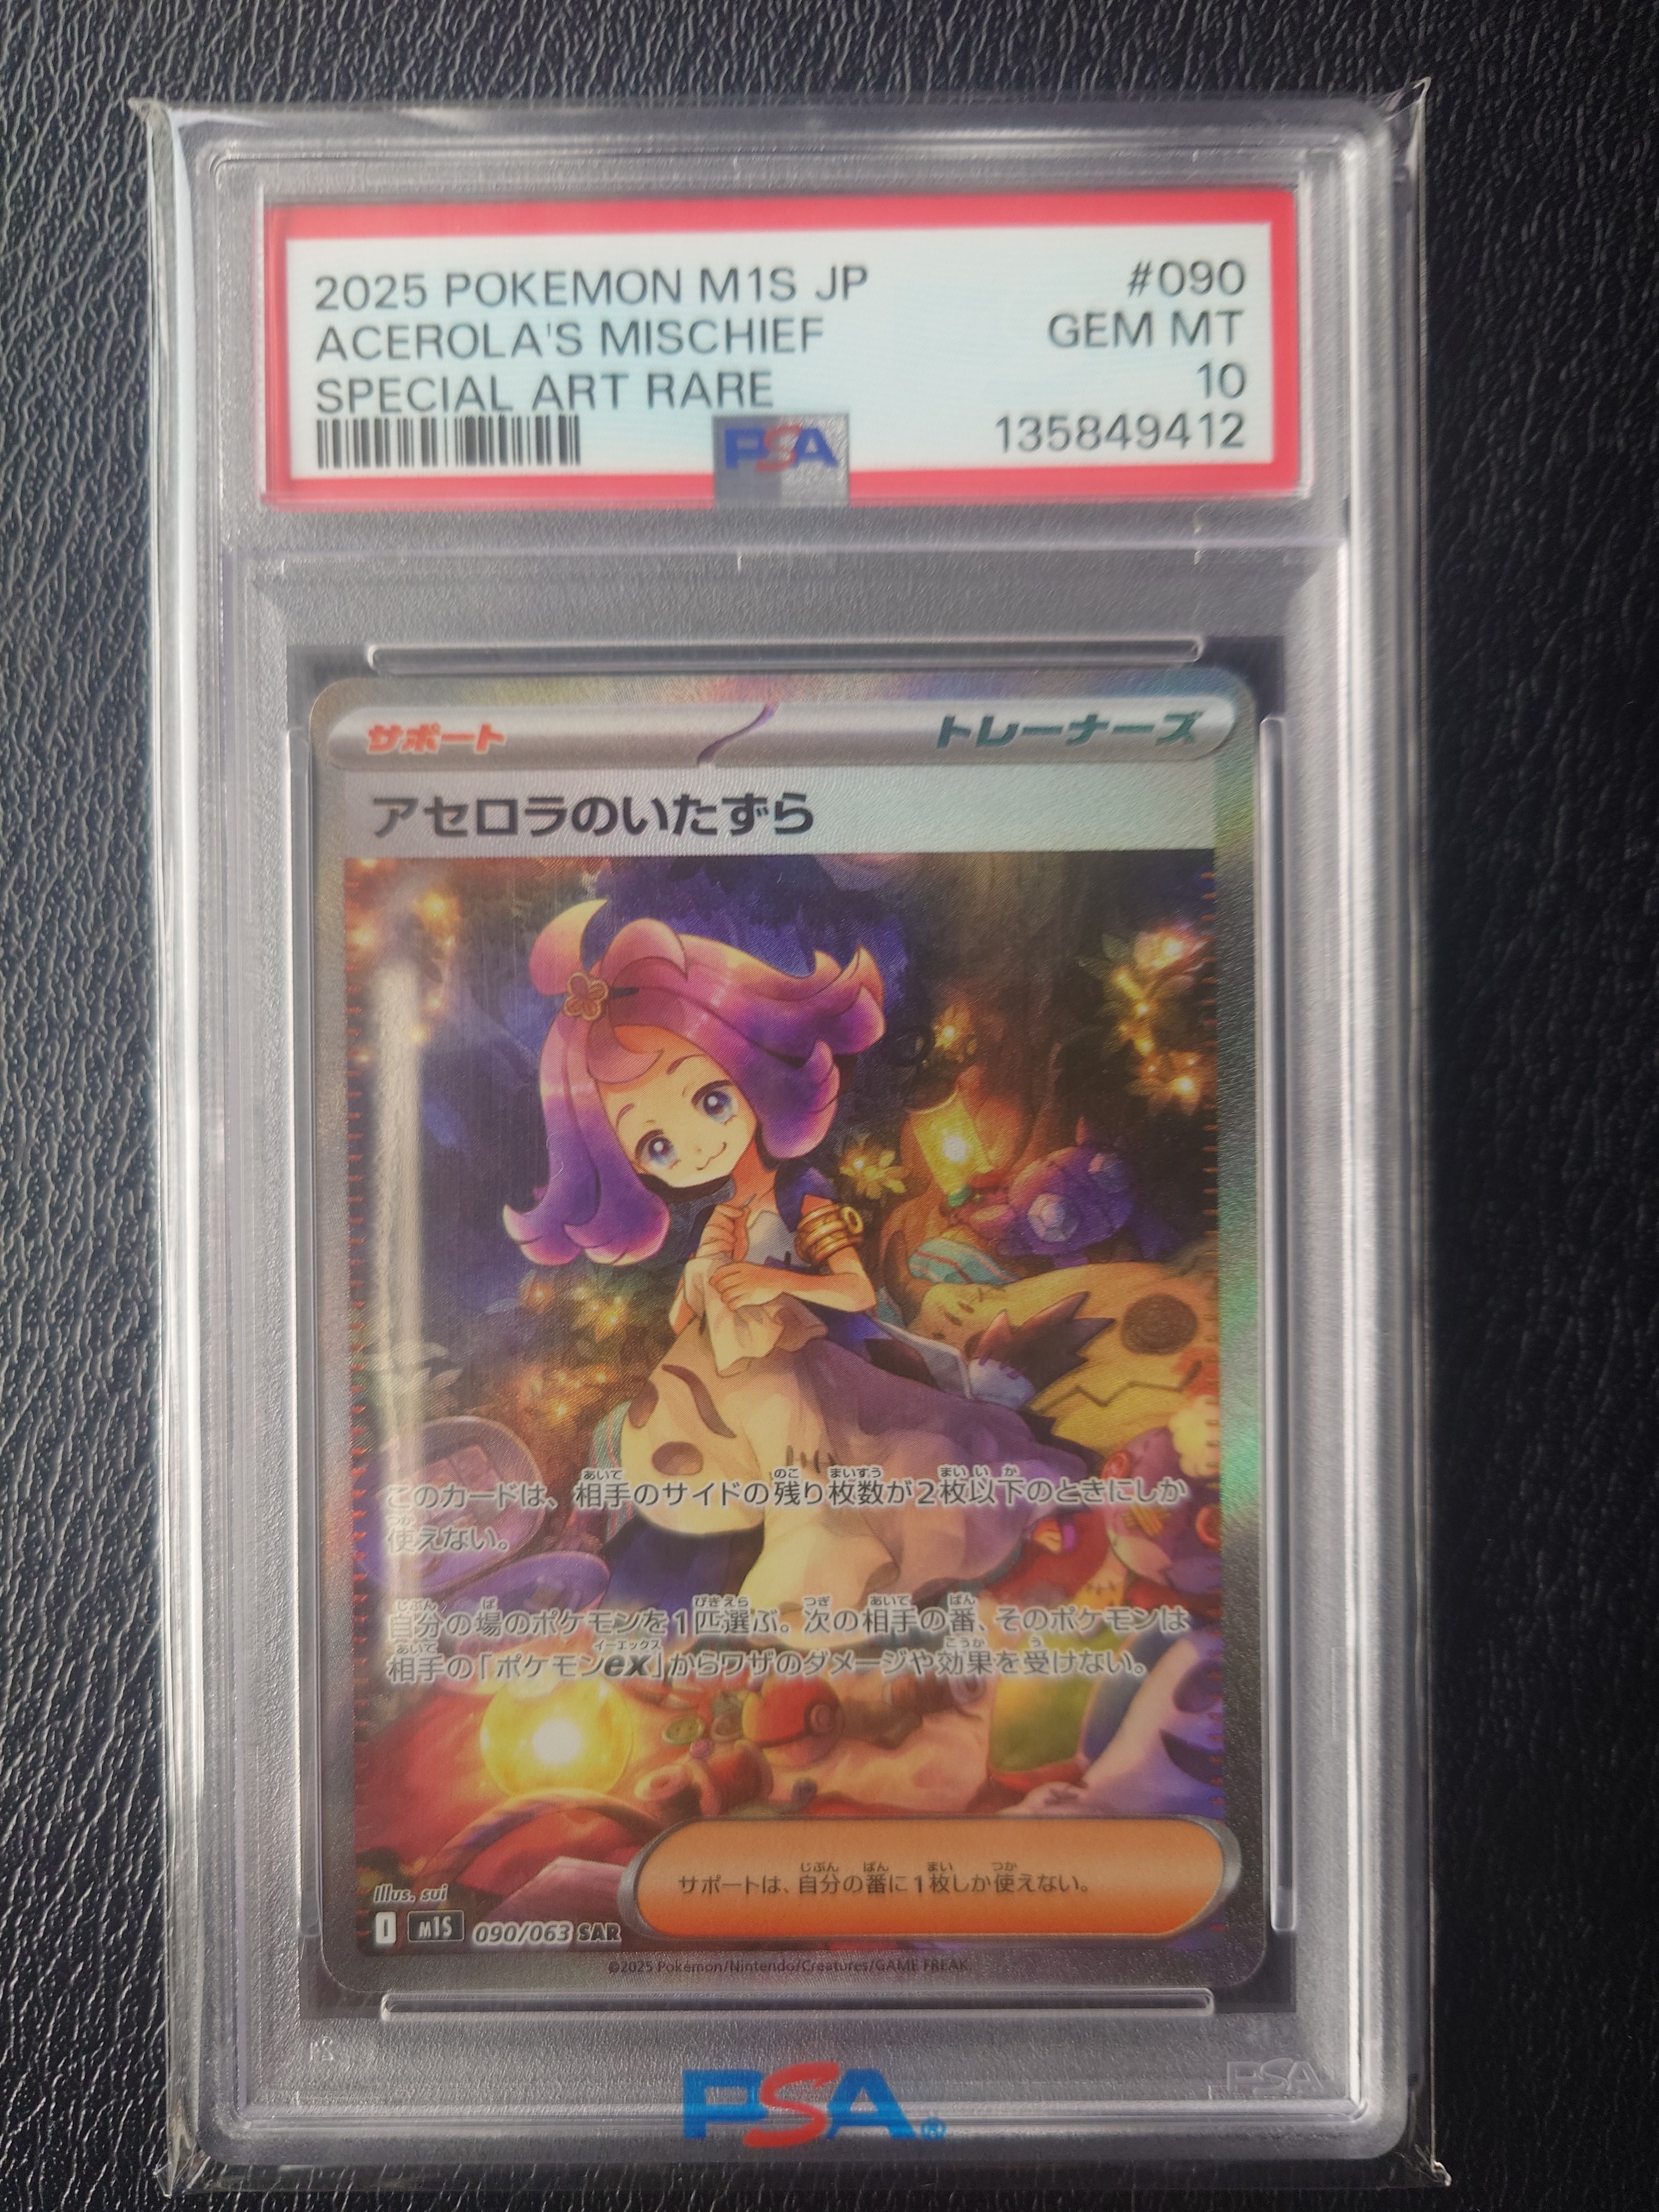 2025 POKEMON M1S JP #090
ACEROLA'S MISCHIEF GEM MT
SPECIAL ART RARE 10
PSA 135849412
サポート トレーナーズ
アセロラのいたずら
このカードは、相手のサイドの残り枚数が2枚以下のときにしか
使えない。
自分の場のポケモンを1匹選ぶ。次の相手の番、そのポケモンは
相手の「ポケモンex」からワザのダメージや効果を受けない。
サポートは、自分の番に1枚しか使えない。
Illus. sui
I M1S 090/063 SAR
©2025 Pokémon/Nintendo/Creatures/GAME FREAK
PSA
PSA®